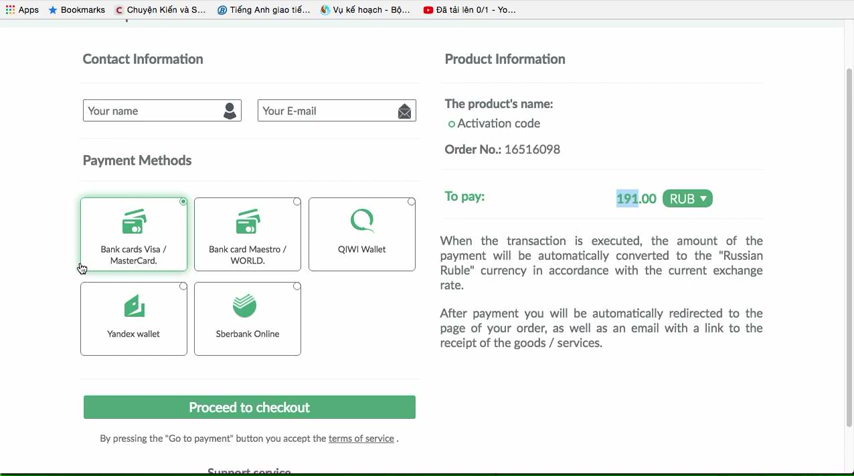 Apps Bookmarks Chuyện Kiến và S... Tiếng Anh giao tiế... Vụ kế hoạch - Bộ... Đã tải lên 0/1 - Yo...
Contact Information
Your name
Your E-mail
Payment Methods
Bank cards Visa /
MasterCard.
Bank card Maestro /
WORLD.
QIWI Wallet
Yandex wallet
Sberbank Online
Proceed to checkout
By pressing the "Go to payment" button you accept the terms of service .
Support service
Product Information
The product's name:
Activation code
Order No.: 16516098
To pay:
191.00 RUB
When the transaction is executed, the amount of the
payment will be automatically converted to the "Russian
Ruble" currency in accordance with the current exchange
rate.
After payment you will be automatically redirected to the
page of your order, as well as an email with a link to the
receipt of the goods / services.